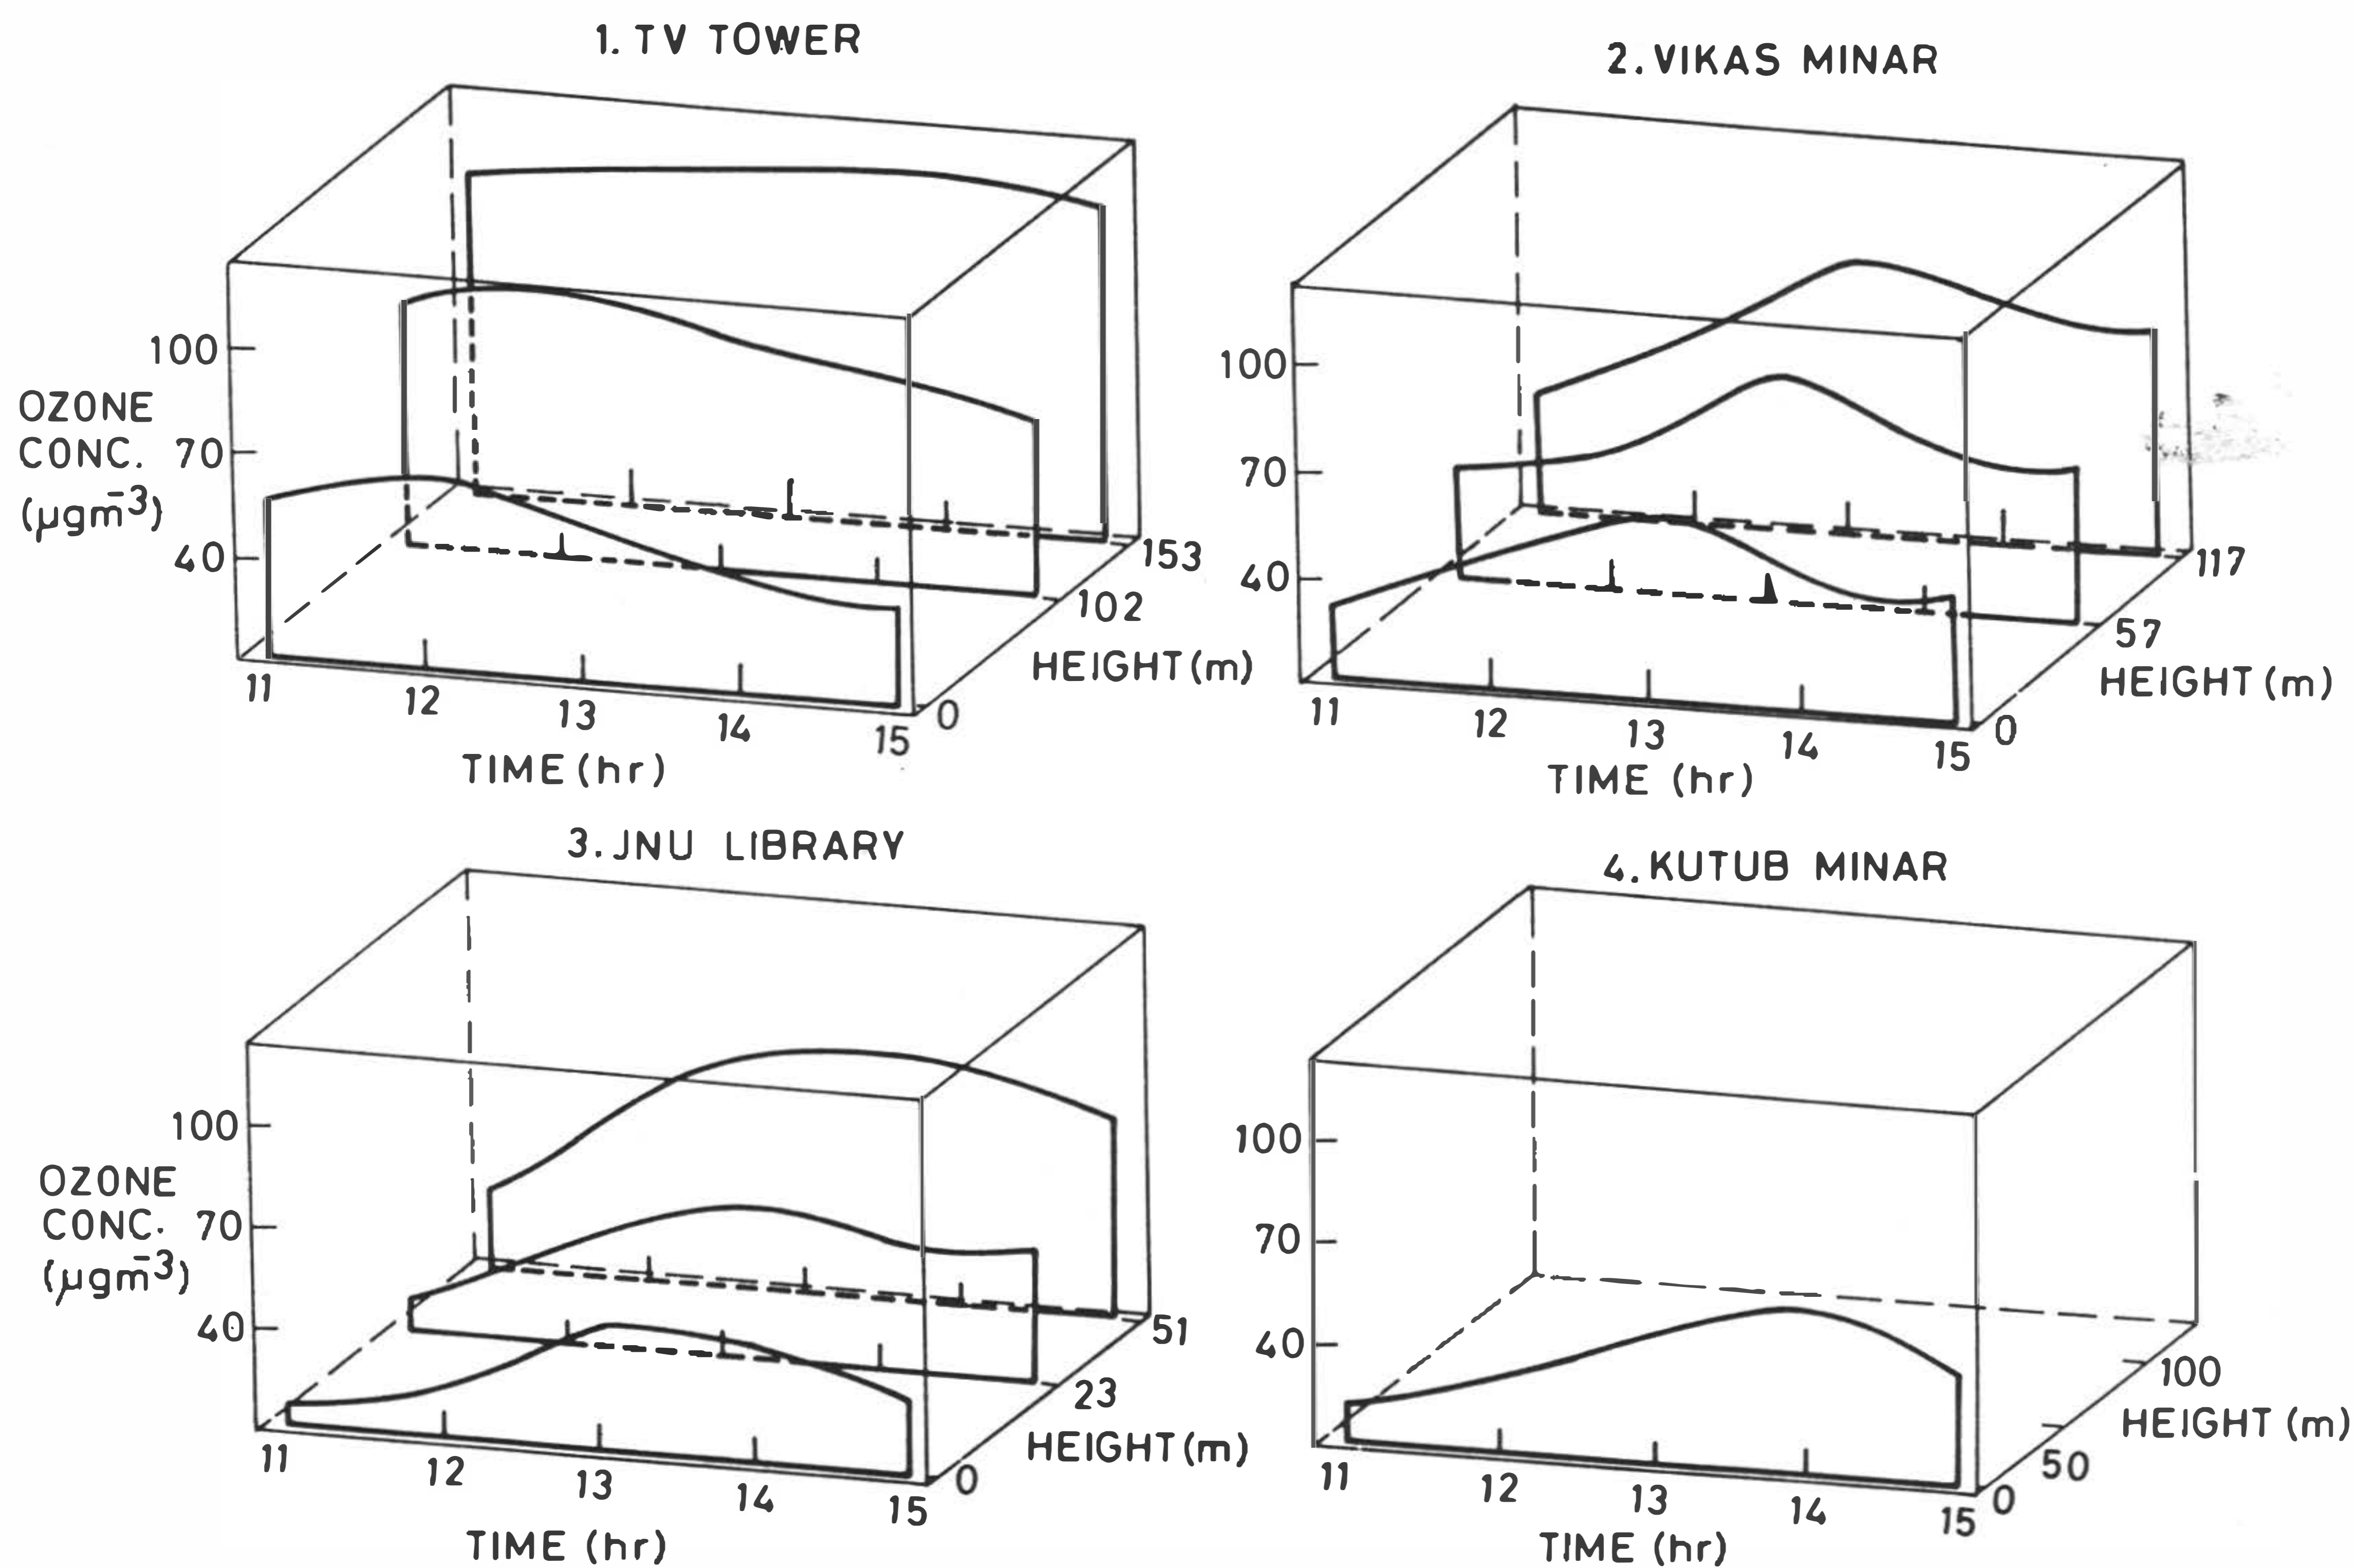 1. TV TOWER
100
OZONE
CONC. 70
(µgm⁻³)
40
153
102
HEIGHT (m)
0
11 12 13 14 15
TIME (hr)
2. VIKAS MINAR
100
70
40
117
57
HEIGHT (m)
0
11 12 13 14 15
TIME (hr)
3. JNU LIBRARY
100
OZONE
CONC. 70
(µgm⁻³)
40
51
23
HEIGHT (m)
0
11 12 13 14 15
TIME (hr)
4. KUTUB MINAR
100
70
40
100
HEIGHT (m)
50
0
11 12 13 14 15
TIME (hr)